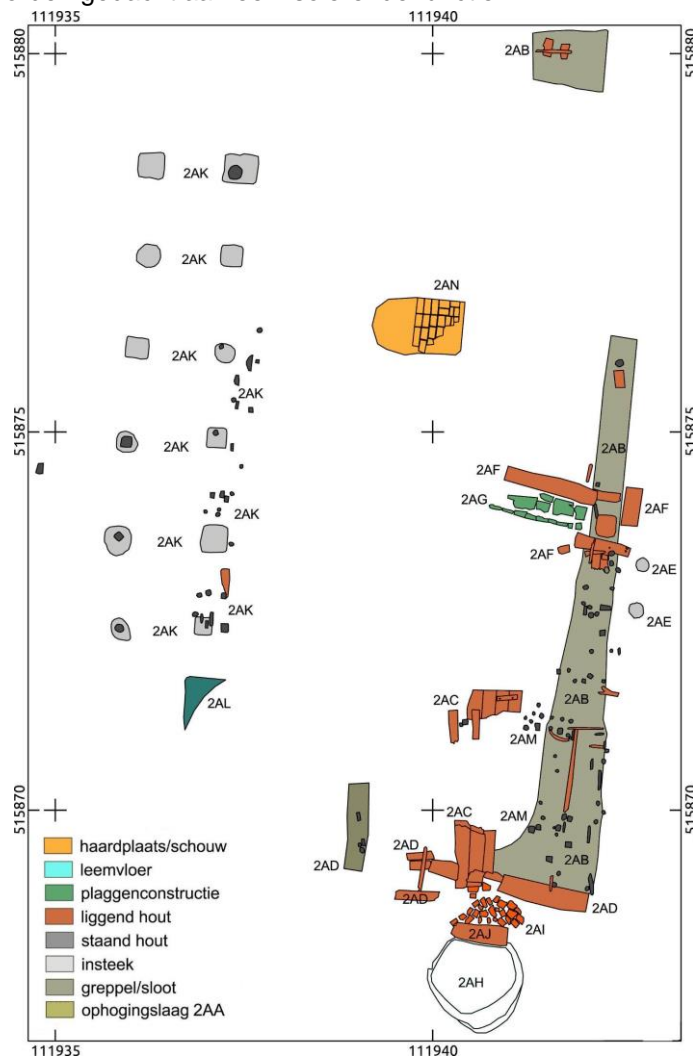 111935 111940
515880 515880
2AB
2AK
2AK
2AN
2AK
2AK
515875 515875
2AB
2AK
2AF
2AG
2AF
2AK
2AK
2AF
2AE
2AK
2AK
2AE
2AL
2AC
2AB
2AM
515870 515870
2AC
2AM
2AD
2AB
2AD
2AD
2AD
2AI
2AJ
2AH
haardplaats/schouw
leemvloer
plaggenconstructie
liggend hout
staand hout
insteek
greppel/sloot
ophogingslaag 2AA
111935 111940